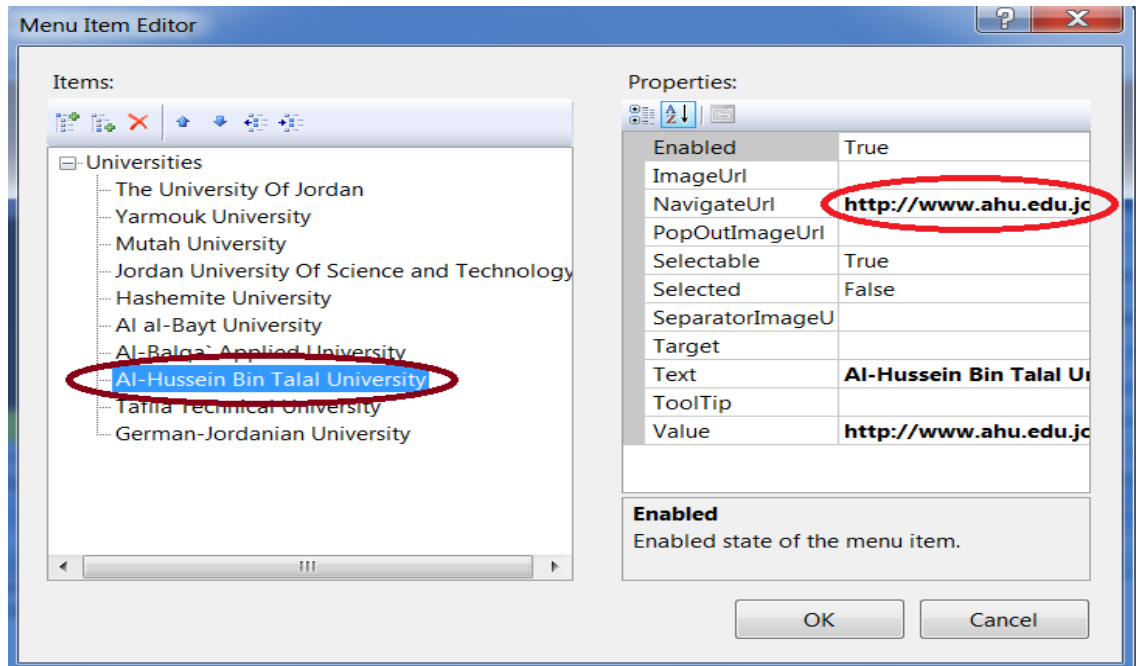 Menu Item Editor
Items:
Universities
The University Of Jordan
Yarmouk University
Mutah University
Jordan University Of Science and Technology
Hashemite University
Al al-Bayt University
Al-Balqa` Applied University
Al-Hussein Bin Talal University
Tafila Technical University
German-Jordanian University
Properties:
Enabled True
ImageUrl
NavigateUrl http://www.ahu.edu.jo
PopOutImageUrl
Selectable True
Selected False
SeparatorImageU
Target
Text Al-Hussein Bin Talal U
ToolTip
Value http://www.ahu.edu.jo
Enabled
Enabled state of the menu item.
OK Cancel